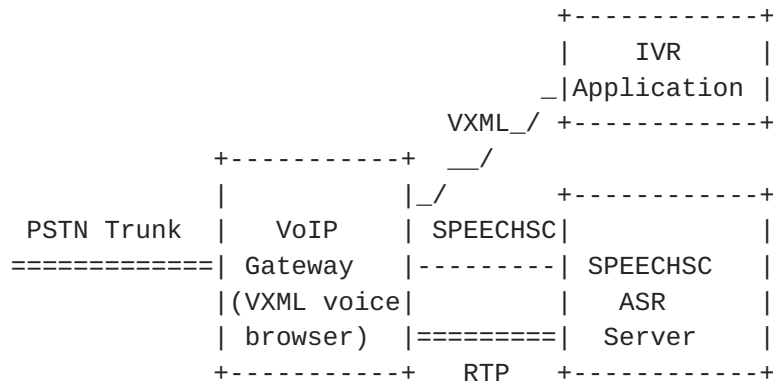 IVR
Application
VXML
PSTN Trunk VoIP SPEECHSC
Gateway SPEECHSC
(VXML voice ASR
browser) Server
RTP